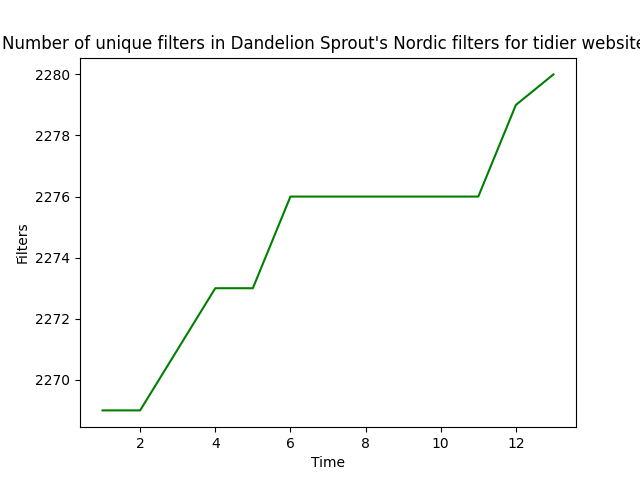 Number of unique filters in Dandelion Sprout's Nordic filters for tidier website
2280
2278
2276
2274
2272
2270
Filters
2 4 6 8 10 12
Time